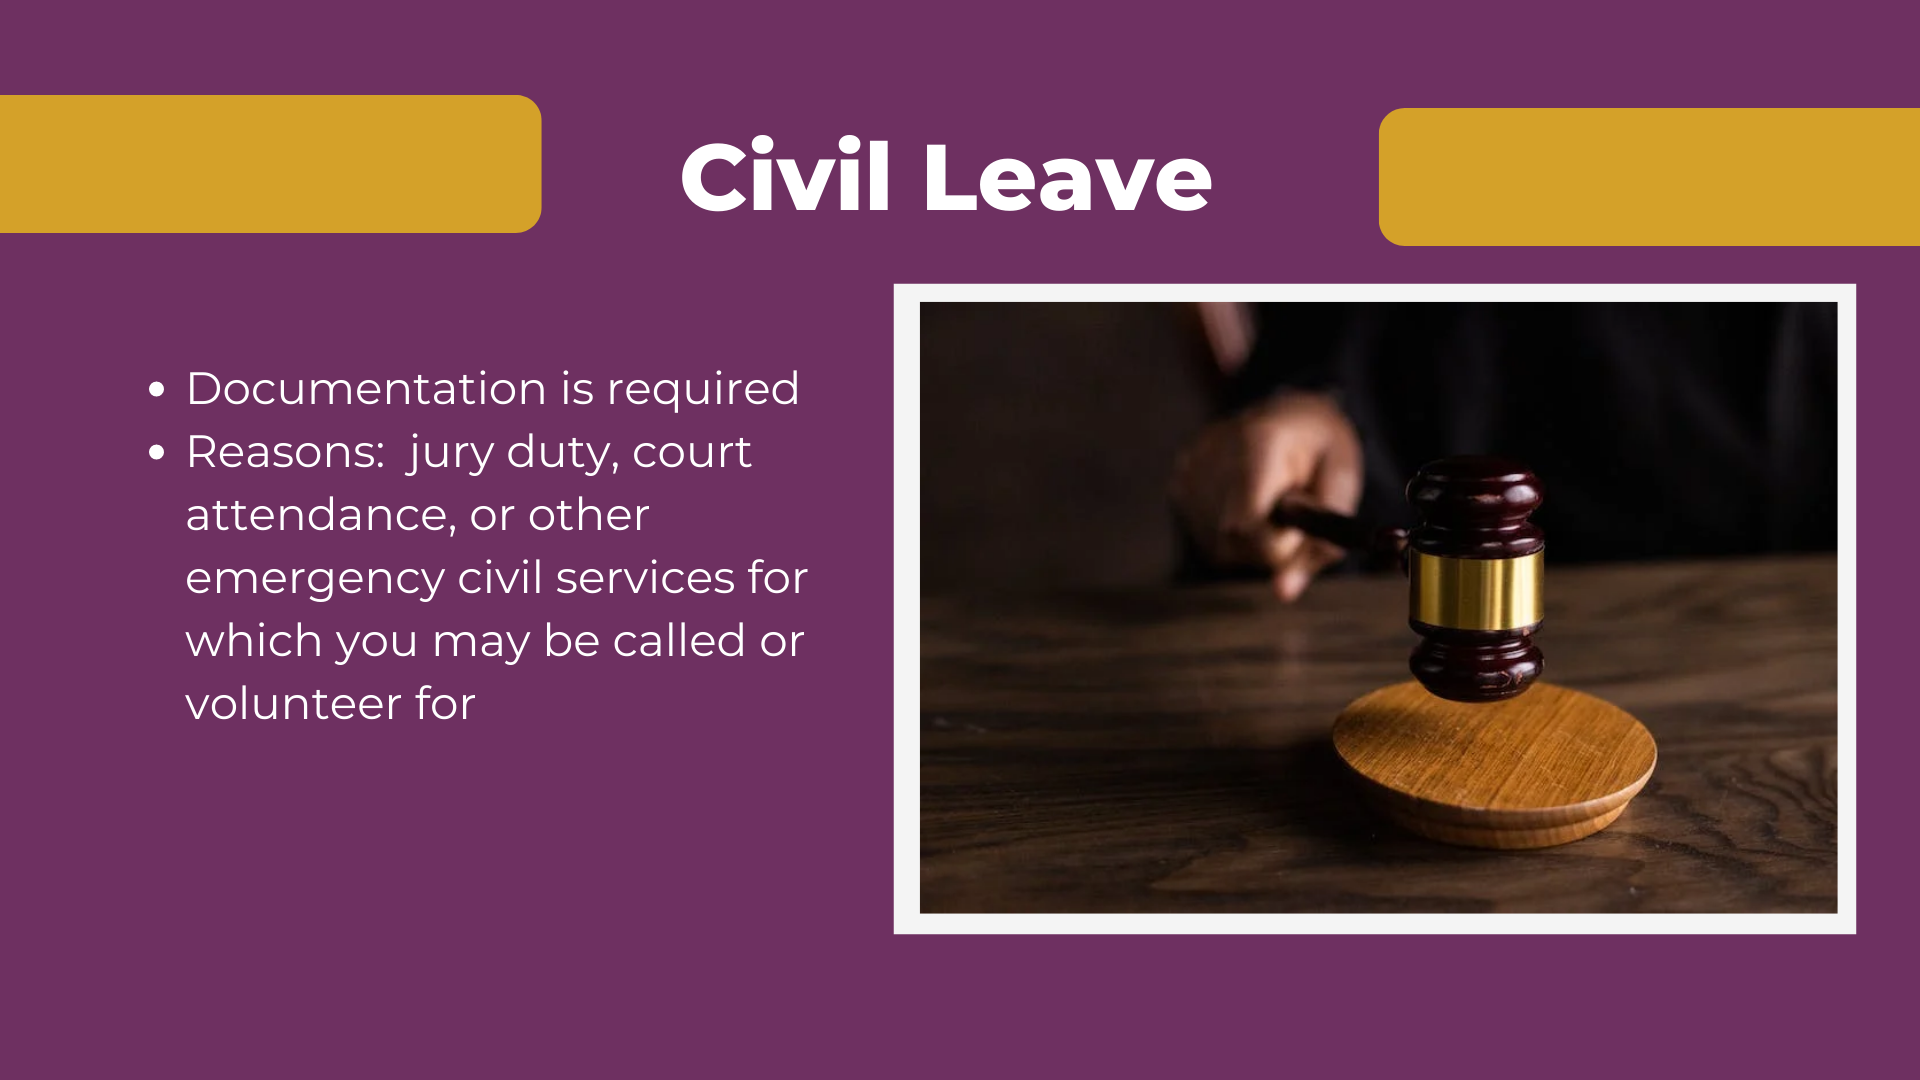 Civil Leave
• Documentation is required
• Reasons:  jury duty, court
attendance, or other
emergency civil services for
which you may be called or
volunteer for